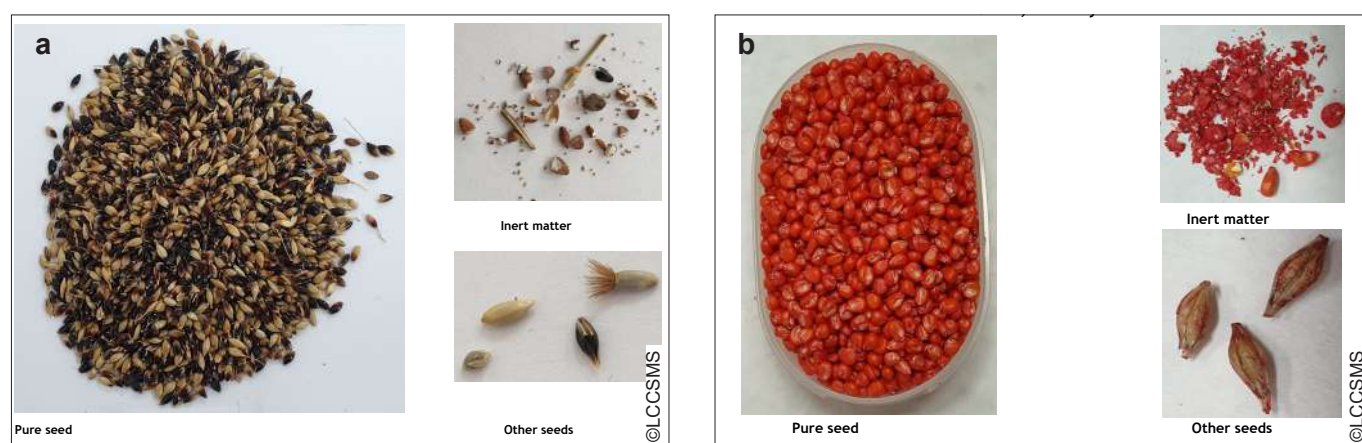 a
Inert matter
Pure seed
Other seeds
©LCCSMS
b
Inert matter
Pure seed
Other seeds
©LCCSMS